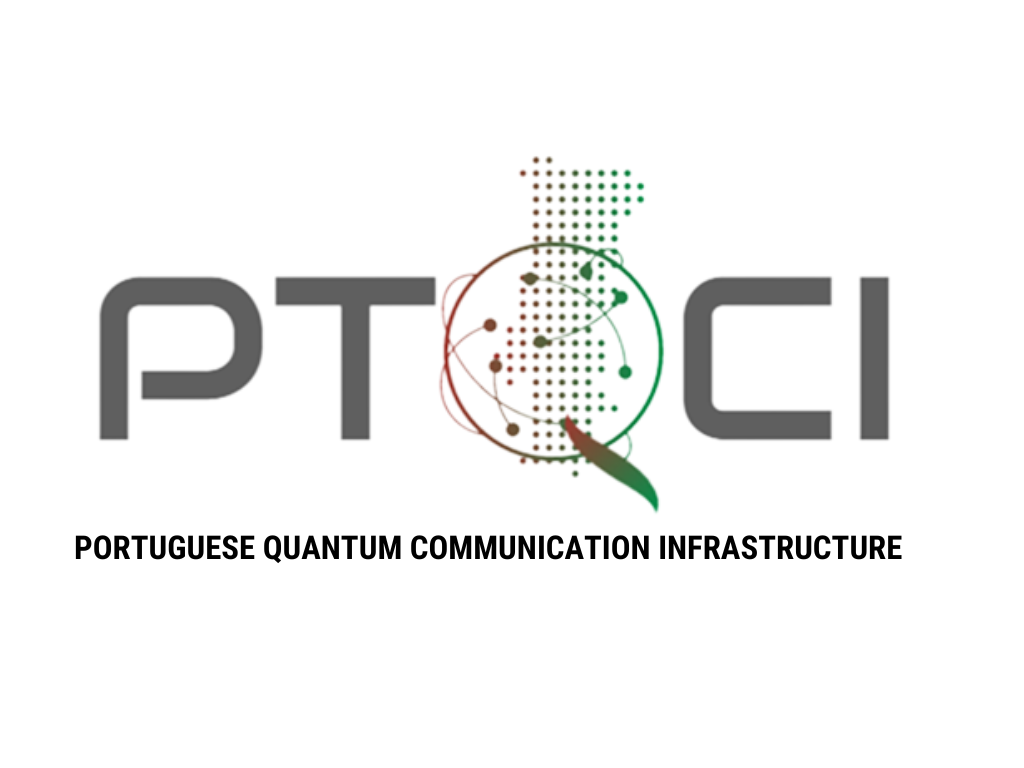 PTQCI
PORTUGUESE QUANTUM COMMUNICATION INFRASTRUCTURE